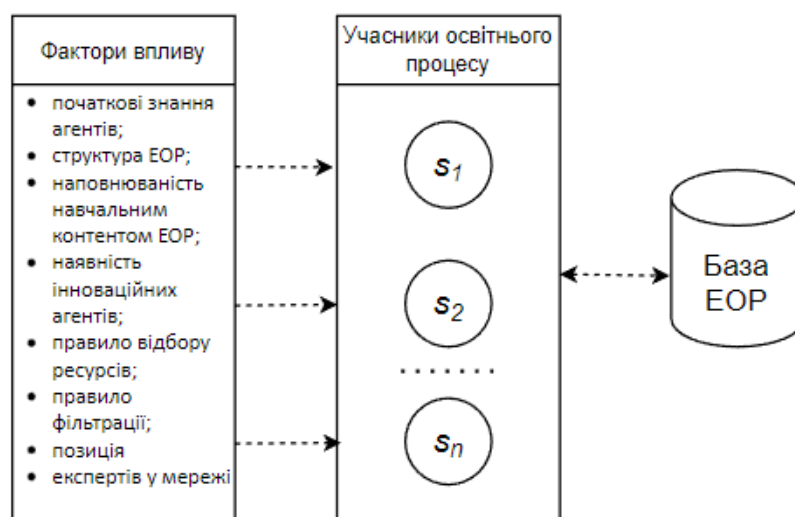 Фактори впливу
• початкові знання
агентів;
• структура ЕОР;
• наповнюваність
навчальним
контентом ЕОР;
• наявність
інноваційних
агентів;
• правило відбору
ресурсів;
• правило
фільтрації;
• позиція
• експертів у мережі
Учасники освітнього
процесу
s1
s2
.......
sn
База
ЕОР